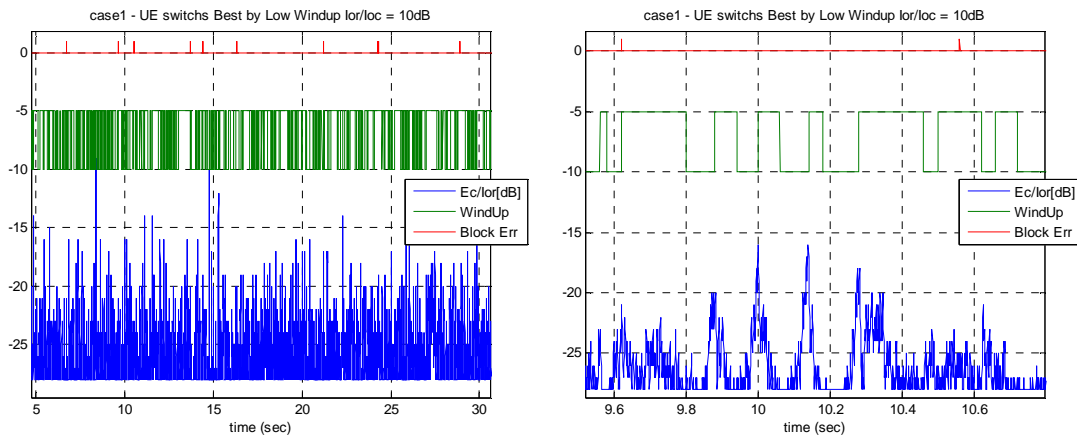 case1 - UE switchs Best by Low Windup Ior/Ioc = 10dB
0
-5
-10
-15
-20
-25
5 10 15 20 25 30
time (sec)
Ec/Ior[dB]
WindUp
Block Err
case1 - UE switchs Best by Low Windup Ior/Ioc = 10dB
0
-5
-10
-15
-20
-25
9.6 9.8 10 10.2 10.4 10.6
time (sec)
Ec/Ior[dB]
WindUp
Block Err